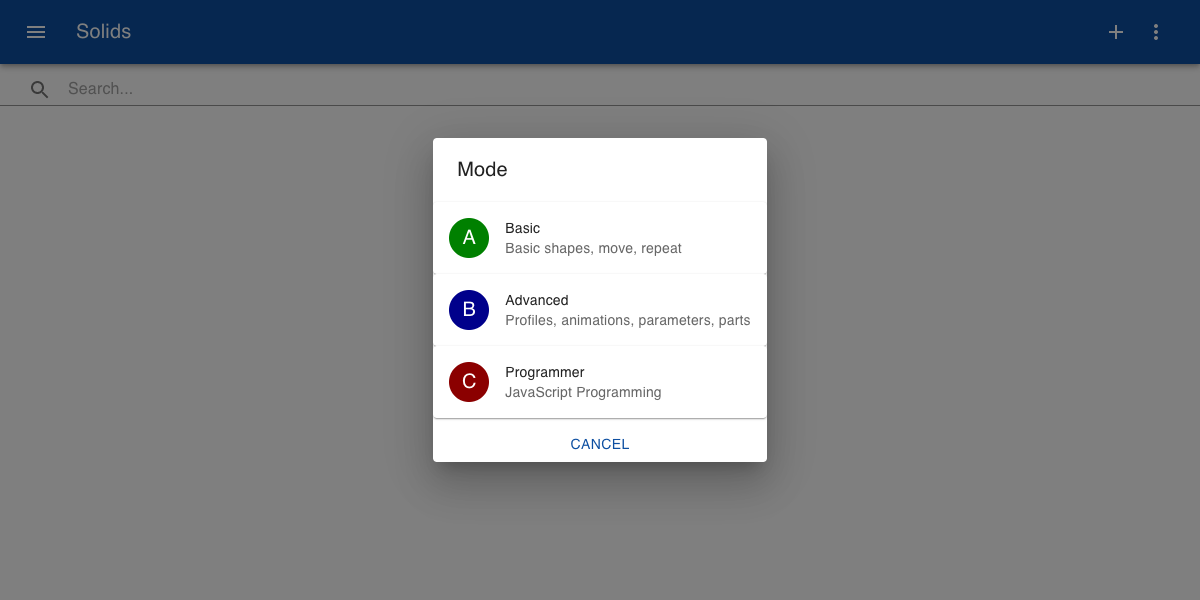 Solids
Search...
Mode
A
Basic
Basic shapes, move, repeat
B
Advanced
Profiles, animations, parameters, parts
C
Programmer
JavaScript Programming
CANCEL